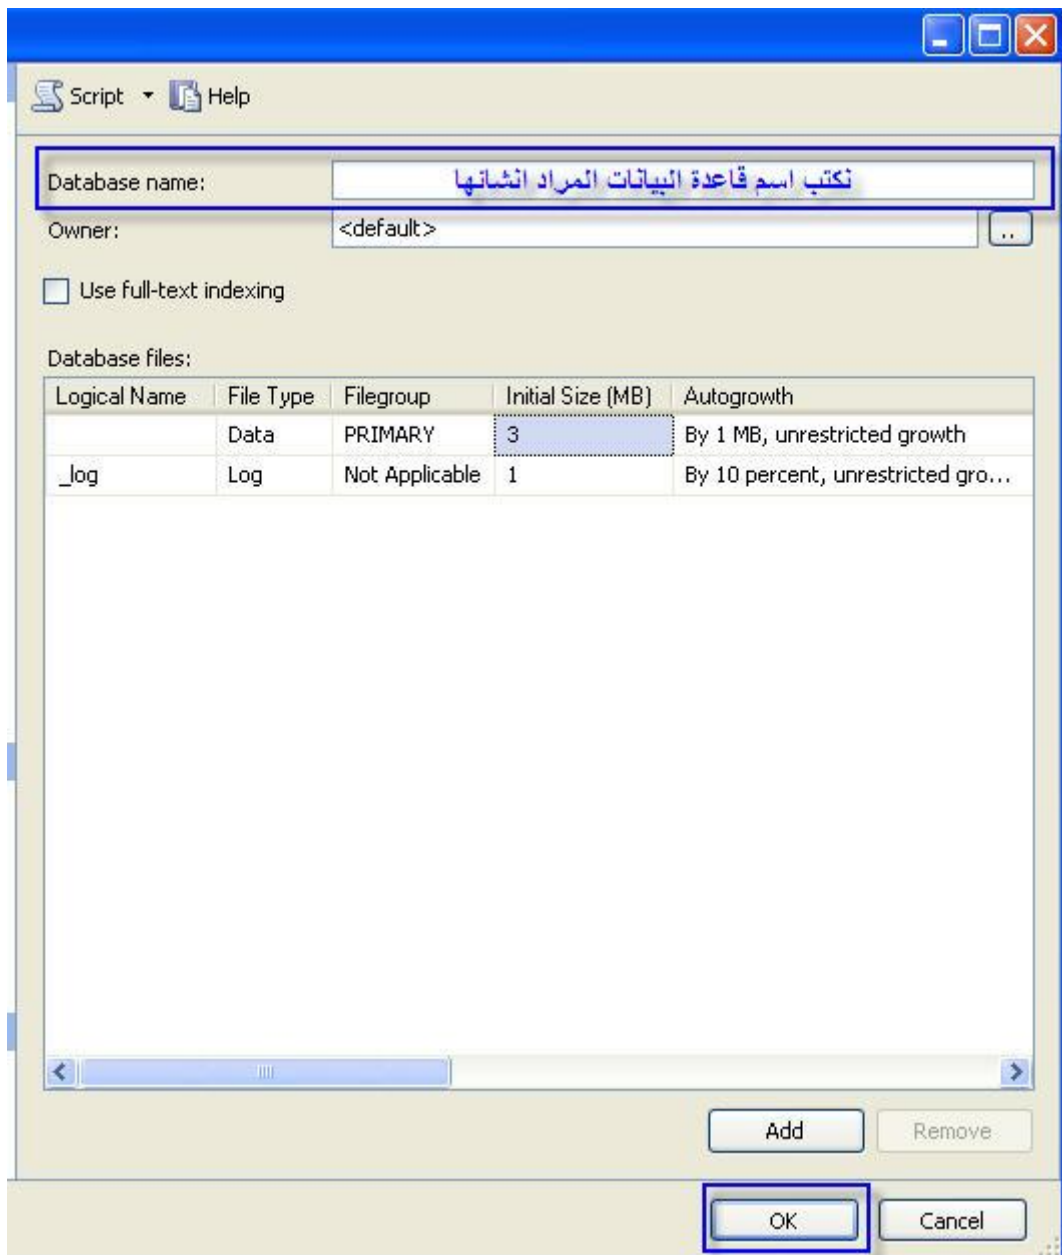 Script Help
Database name: نكتب اسم قاعدة البيانات المراد انشائها
Owner: <default> ..
Use full-text indexing
Database files:
Logical Name File Type Filegroup Initial Size (MB) Autogrowth
Data PRIMARY 3 By 1 MB, unrestricted growth
_log Log Not Applicable 1 By 10 percent, unrestricted gro...
Add Remove
OK Cancel